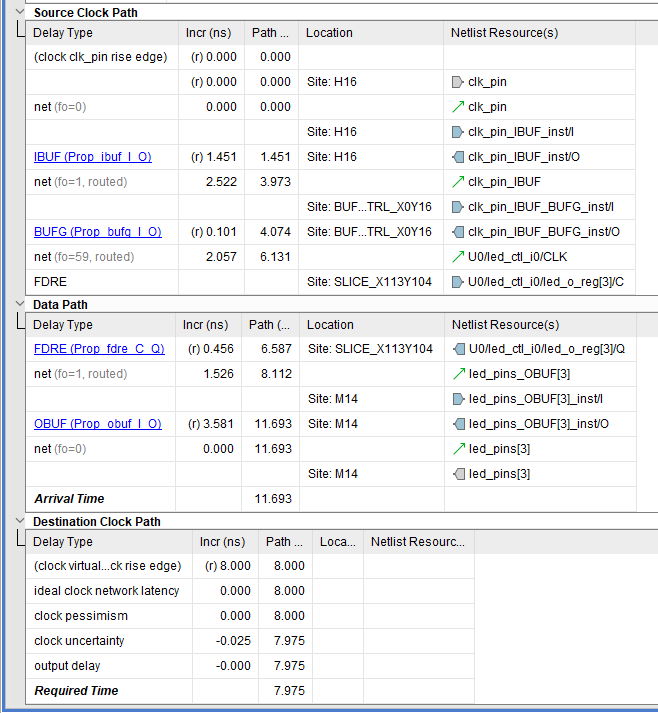 Source Clock Path
Delay Type Incr (ns) Path ... Location Netlist Resource(s)
(clock clk_pin rise edge) (r) 0.000 0.000
(r) 0.000 0.000 Site: H16 clk_pin
net (fo=0) 0.000 0.000 clk_pin
Site: H16 clk_pin_IBUF_inst/I
IBUF (Prop_ibuf_I_O) (r) 1.451 1.451 Site: H16 clk_pin_IBUF_inst/O
net (fo=1, routed) 2.522 3.973 clk_pin_IBUF
Site: BUF...TRL_X0Y16 clk_pin_IBUF_BUFG_inst/I
BUFG (Prop_bufg_I_O) (r) 0.101 4.074 Site: BUF...TRL_X0Y16 clk_pin_IBUF_BUFG_inst/O
net (fo=59, routed) 2.057 6.131 U0/led_ctl_i0/CLK
FDRE Site: SLICE_X113Y104 U0/led_ctl_i0/led_o_reg[3]/C
Data Path
Delay Type Incr (ns) Path (... Location Netlist Resource(s)
FDRE (Prop_fdre_C_Q) (r) 0.456 6.587 Site: SLICE_X113Y104 U0/led_ctl_i0/led_o_reg[3]/Q
net (fo=1, routed) 1.526 8.112 led_pins_OBUF[3]
Site: M14 led_pins_OBUF[3]_inst/I
OBUF (Prop_obuf_I_O) (r) 3.581 11.693 Site: M14 led_pins_OBUF[3]_inst/O
net (fo=0) 0.000 11.693 led_pins[3]
Site: M14 led_pins[3]
Arrival Time 11.693
Destination Clock Path
Delay Type Incr (ns) Path ... Loca... Netlist Resourc...
(clock virtual...ck rise edge) (r) 8.000 8.000
ideal clock network latency 0.000 8.000
clock pessimism 0.000 8.000
clock uncertainty -0.025 7.975
output delay -0.000 7.975
Required Time 7.975